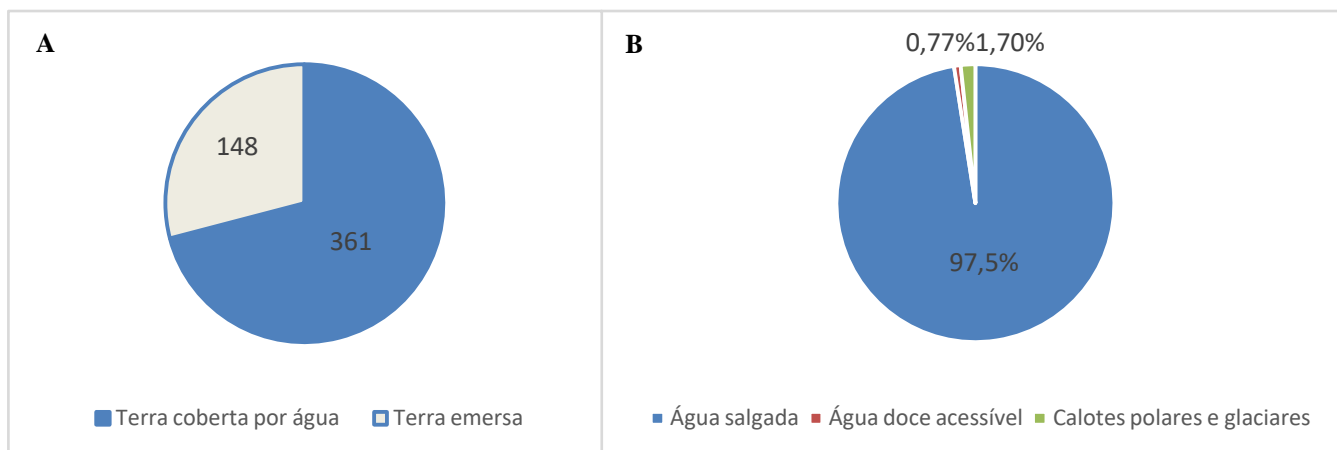 A
148
361
Terra coberta por água Terra emersa
B
0,77%1,70%
97,5%
Água salgada Água doce acessível Calotes polares e glaciares